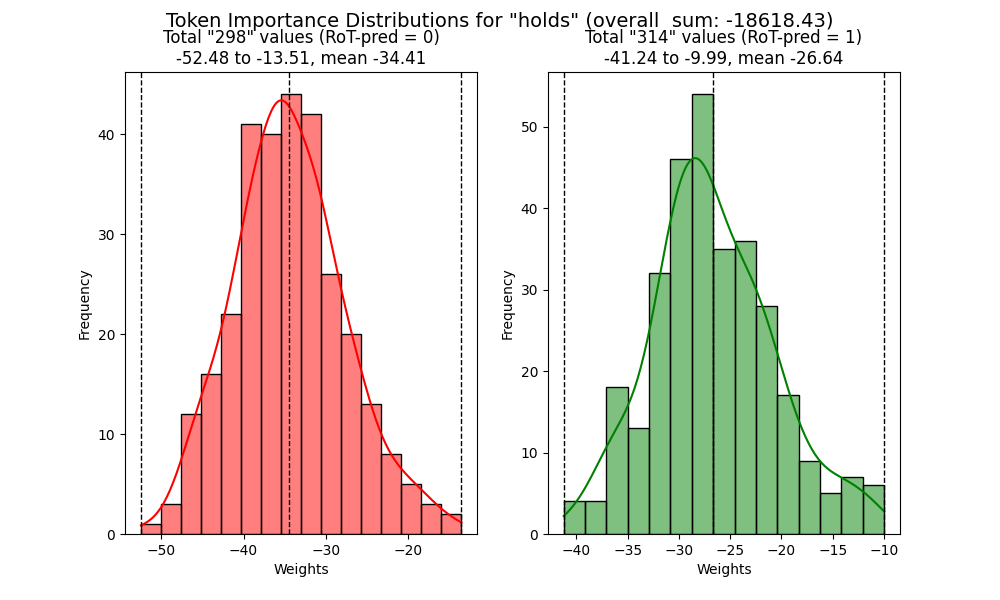 Token Importance Distributions for "holds" (overall  sum: -18618.43)
Total "298" values (RoT-pred = 0)
-52.48 to -13.51, mean -34.41
Total "314" values (RoT-pred = 1)
-41.24 to -9.99, mean -26.64
Frequency
40
30
20
10
0
−50
−40
−30
−20
Weights
Frequency
50
40
30
20
10
0
−40
−35
−30
−25
−20
−15
−10
Weights